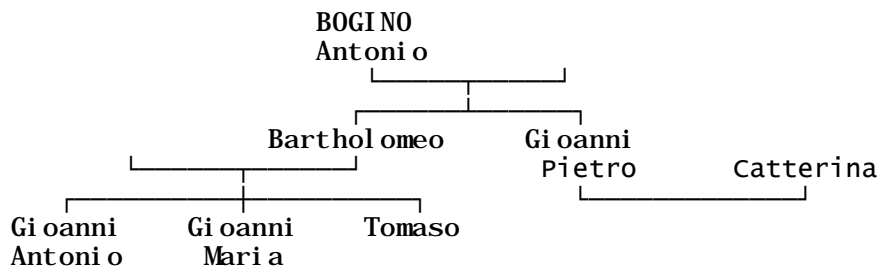 BOGINO
Antonio
Bartholomeo Gioanni
Pietro Catterina
Gioanni Gioanni Tomaso
Antonio Maria